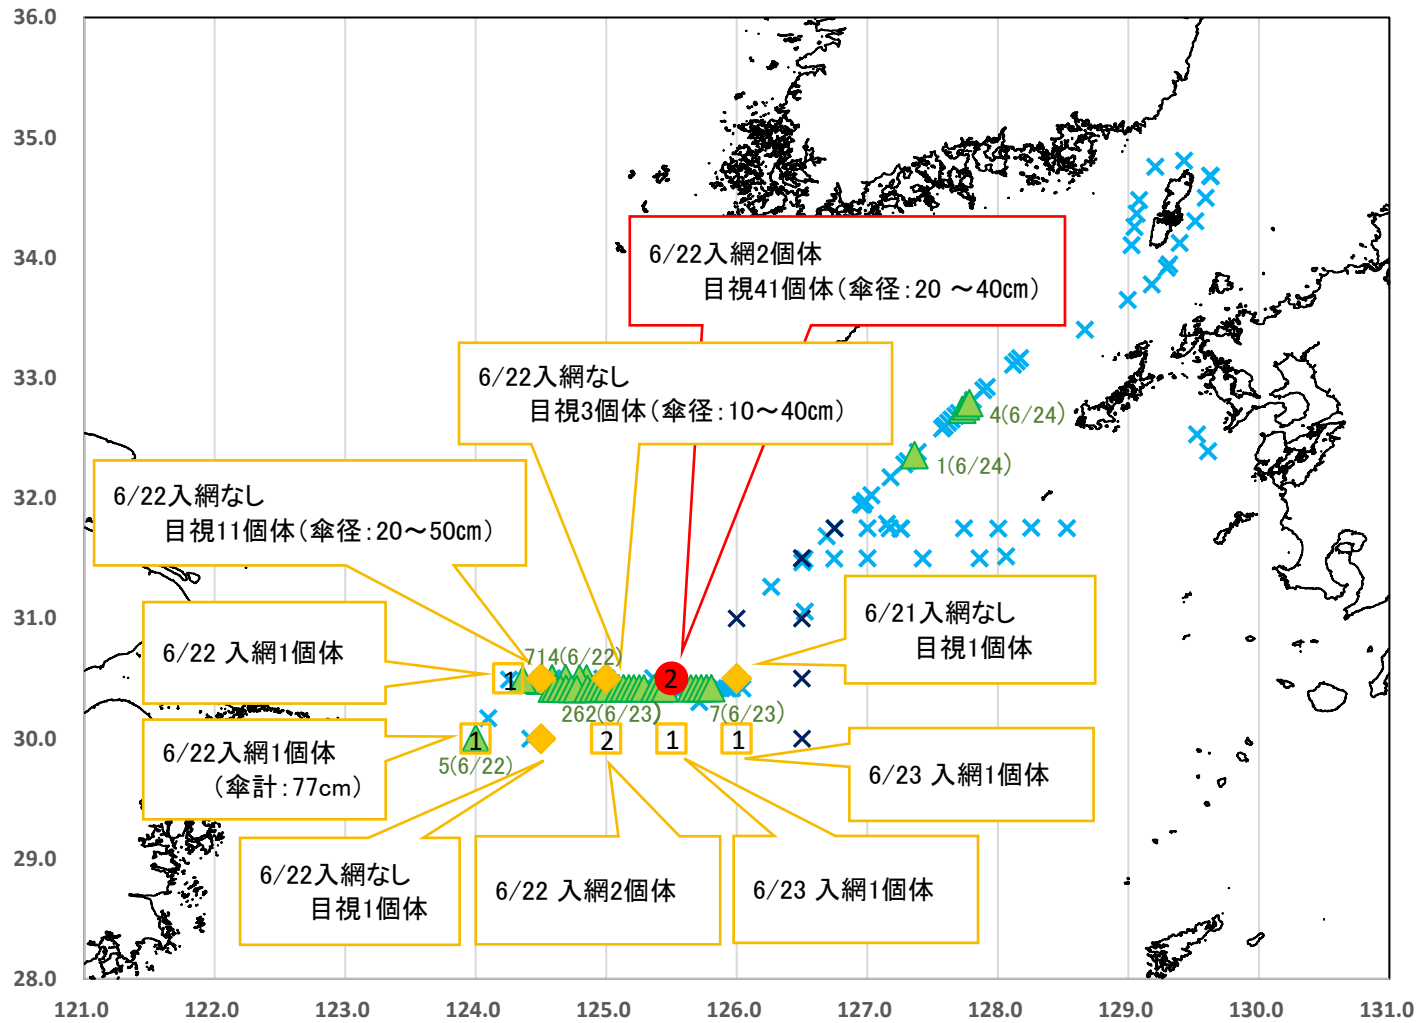 36.0
35.0
34.0
33.0
32.0
31.0
30.0
29.0
28.0
6/22入網2個体
目視41個体(傘径:20 ～40cm)
6/22入網なし
目視3個体(傘径:10～40cm)
4(6/24)
1(6/24)
6/22入網なし
目視11個体(傘径:20～50cm)
6/21入網なし
目視1個体
6/22 入網1個体
714(6/22)
1
2
262(6/23)
7(6/23)
6/22入網1個体
(傘計:77cm)
1
5(6/22)
2
1
1
6/23 入網1個体
6/22入網なし
目視1個体
6/22 入網2個体
6/23 入網1個体
121.0
122.0
123.0
124.0
125.0
126.0
127.0
128.0
129.0
130.0
131.0